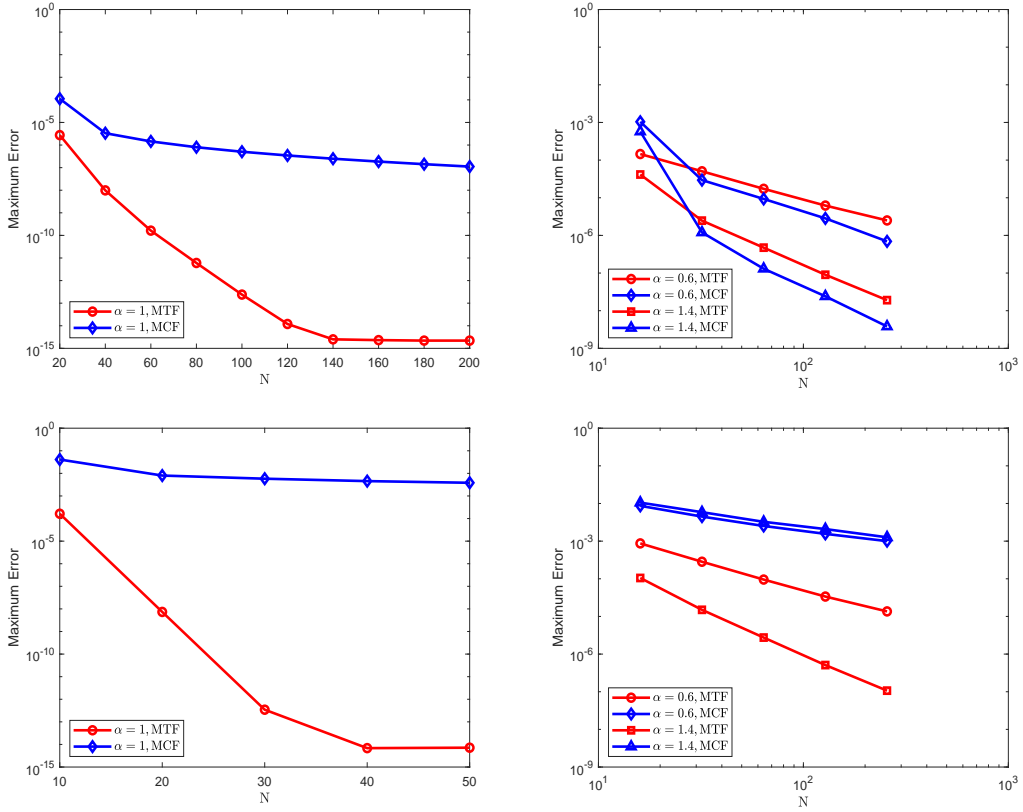 10^0
10^-5
10^-10
10^-15
Maximum Error
20 40 60 80 100 120 140 160 180 200
N
α = 1, MTF
α = 1, MCF
10^0
10^-3
10^-6
10^-9
Maximum Error
10^1 10^2 10^3
N
α = 0.6, MTF
α = 0.6, MCF
α = 1.4, MTF
α = 1.4, MCF
10^0
10^-5
10^-10
10^-15
Maximum Error
10 20 30 40 50
N
α = 1, MTF
α = 1, MCF
10^0
10^-3
10^-6
10^-9
Maximum Error
10^1 10^2 10^3
N
α = 0.6, MTF
α = 0.6, MCF
α = 1.4, MTF
α = 1.4, MCF